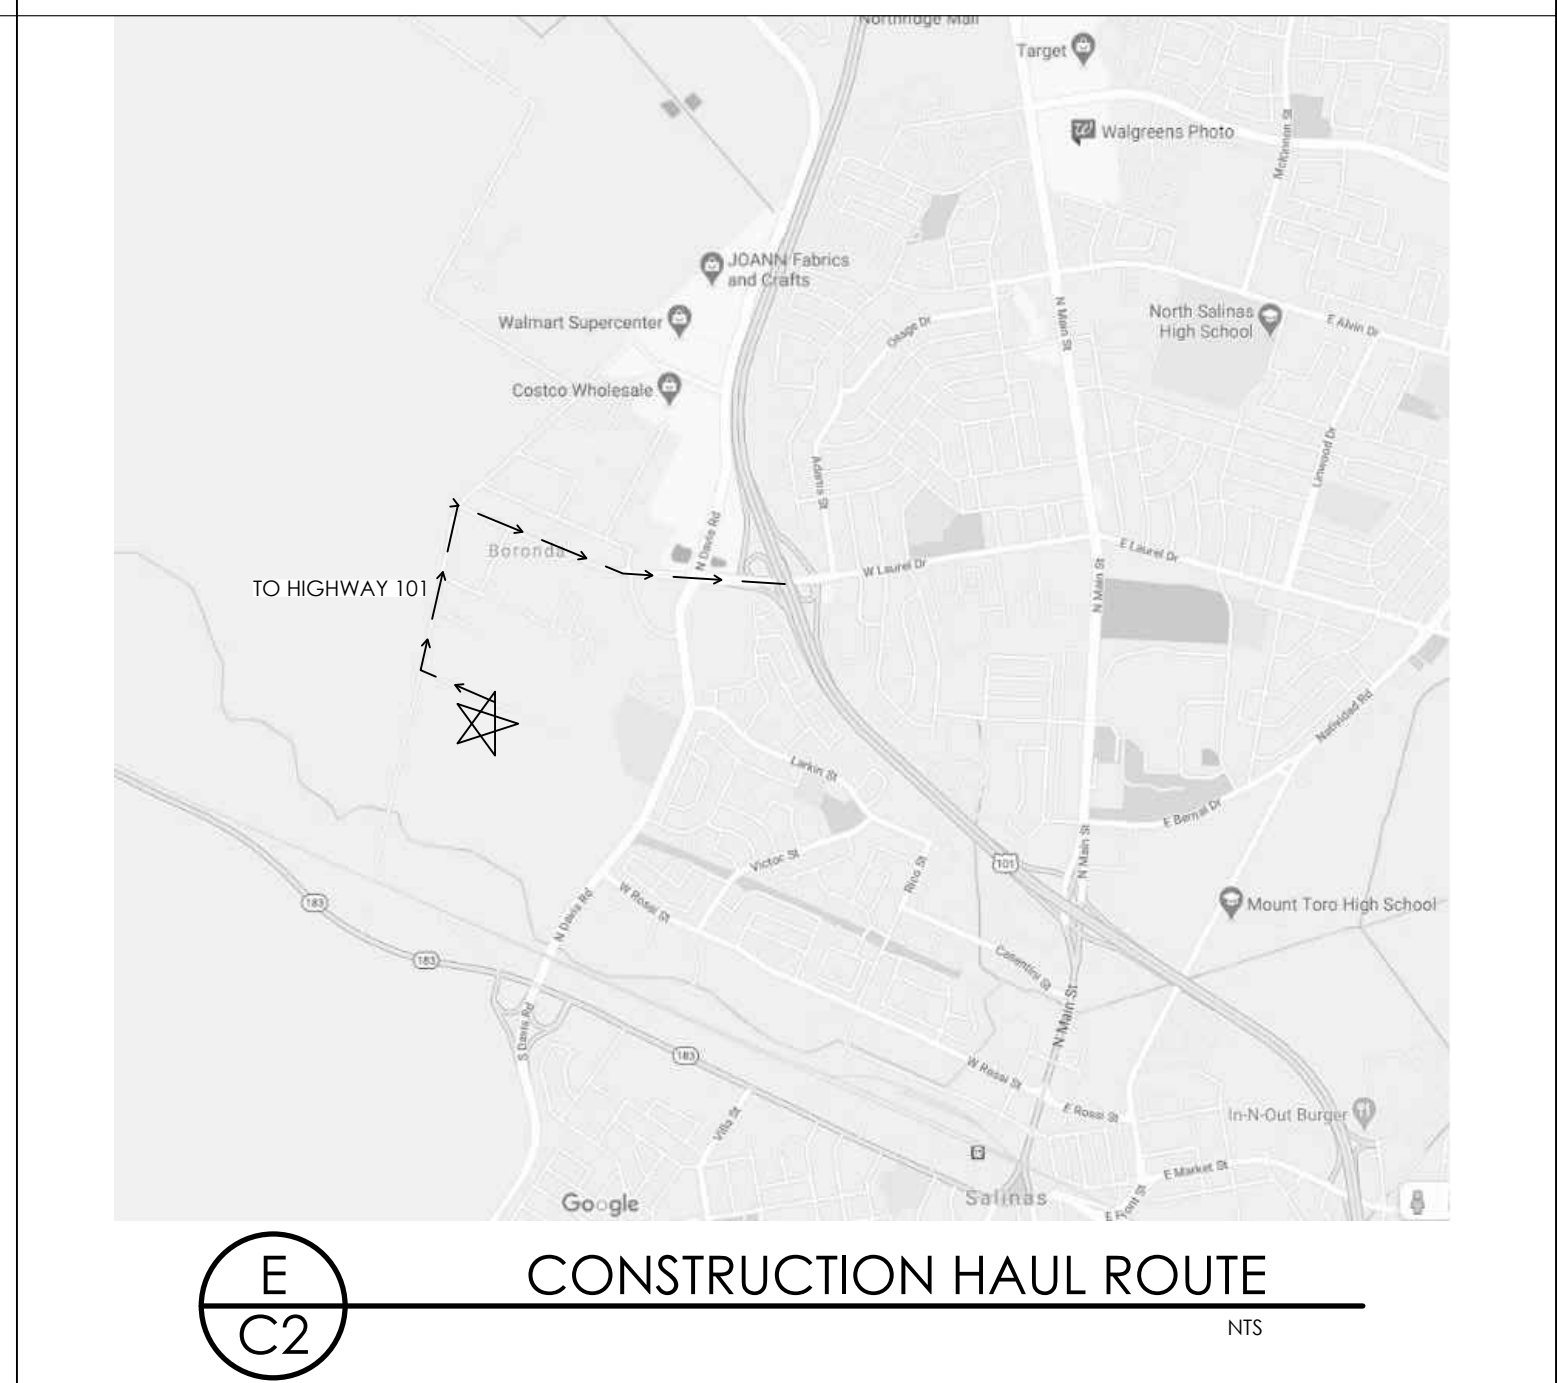 Northridge Mall
Target
Walgreens Photo
McKinnon St
JOANN Fabrics
and Crafts
Walmart Supercenter
Osage Dr
N Main St
North Salinas
High School
E Alvin Dr
Costco Wholesale
Linwood Dr
Adams St
N Davis Rd
Boronda
W Laurel Dr
E Laurel Dr
TO HIGHWAY 101
N Main St
Natividad Rd
Larkin St
E Bernal Dr
Victor St
Rico St
101
N Main St
183
W Rossi St
N Davis Rd
Mount Toro High School
183
Casentini St
N Main St
S Davis Rd
183
W Rossi St
E Rossi St
Villa St
In-N-Out Burger
E Market St
Google
Salinas
E Front St
E
C2
CONSTRUCTION HAUL ROUTE
NTS